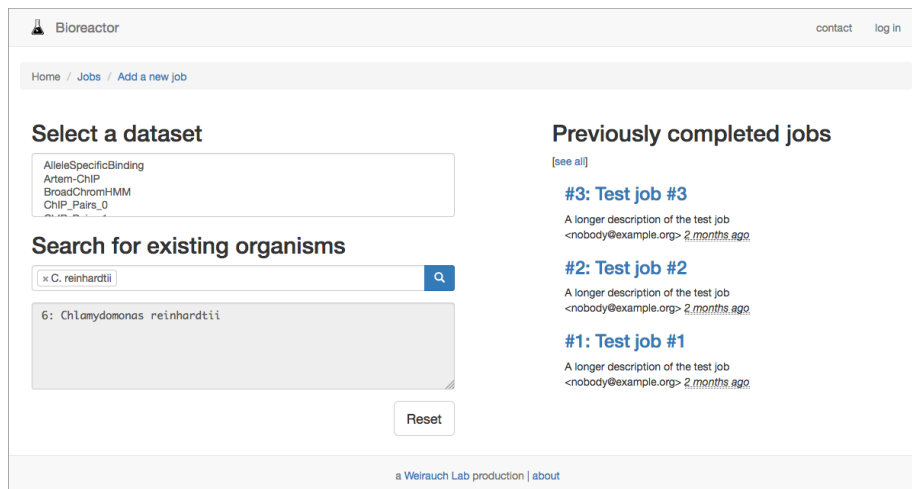 Bioreactor
contact log in
Home / Jobs / Add a new job
Select a dataset
AlleleSpecificBinding
Artem-ChIP
BroadChromHMM
ChIP_Pairs_0
Search for existing organisms
× C. reinhardtii
6: Chlamydomonas reinhardtii
Reset
Previously completed jobs
[see all]
#3: Test job #3
A longer description of the test job
<nobody@example.org> 2 months ago
#2: Test job #2
A longer description of the test job
<nobody@example.org> 2 months ago
#1: Test job #1
A longer description of the test job
<nobody@example.org> 2 months ago
a Weirauch Lab production | about